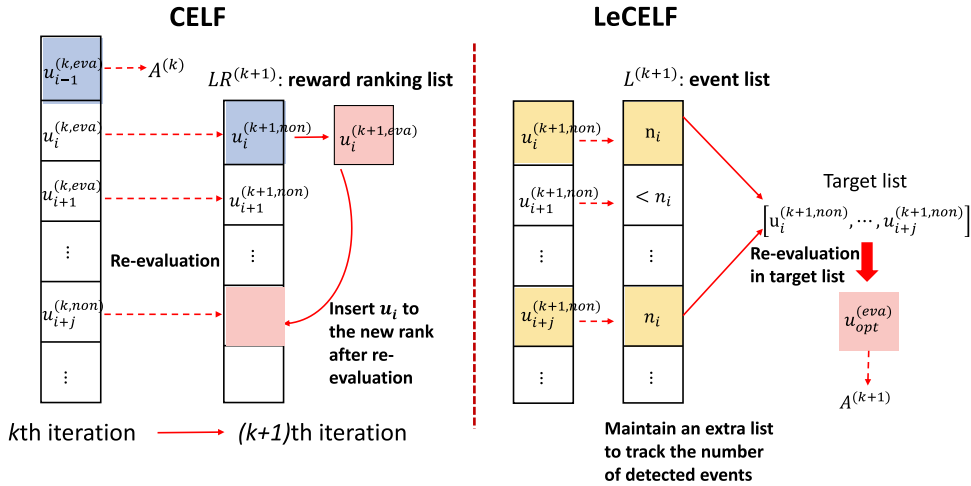 CELF
u_{i−1}^{(k,eva)}
A^{(k)}
LR^{(k+1)}: reward ranking list
u_i^{(k,eva)}
u_i^{(k+1,non)}
u_i^{(k+1,eva)}
u_{i+1}^{(k,eva)}
u_{i+1}^{(k+1,non)}
⋮
⋮
Re-evaluation
u_{i+j}^{(k,non)}
Insert u_i to
the new rank
after re-
evaluation
⋮
kth iteration
(k+1)th iteration
LeCELF
L^{(k+1)}: event list
u_i^{(k+1,non)}
n_i
u_{i+1}^{(k+1,non)}
< n_i
⋮
⋮
u_{i+j}^{(k+1,non)}
n_i
⋮
⋮
Target list
[u_i^{(k+1,non)}, ⋯, u_{i+j}^{(k+1,non)}]
Re-evaluation
in target list
u_{opt}^{(eva)}
A^{(k+1)}
Maintain an extra list
to track the number
of detected events